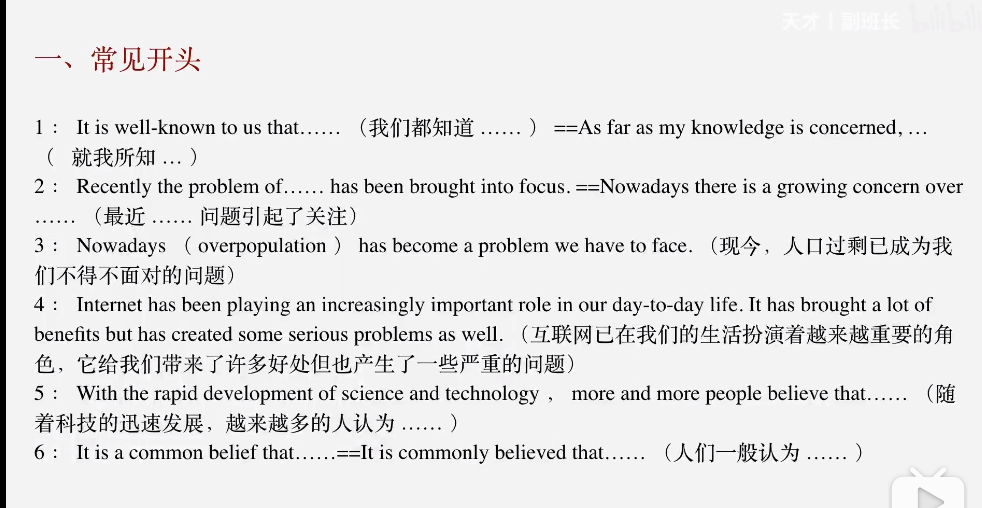 天才丨副班长
一、常见开头
1： It is well-known to us that…… （我们都知道 …… ） ==As far as my knowledge is concerned, …
（ 就我所知 … ）
2： Recently the problem of…… has been brought into focus. ==Nowadays there is a growing concern over
…… （最近 …… 问题引起了关注）
3： Nowadays （ overpopulation ） has become a problem we have to face. （现今，人口过剩已成为我
们不得不面对的问题）
4： Internet has been playing an increasingly important role in our day-to-day life. It has brought a lot of
benefits but has created some serious problems as well. （互联网已在我们的生活扮演着越来越重要的角
色，它给我们带来了许多好处但也产生了一些严重的问题）
5： With the rapid development of science and technology ， more and more people believe that…… （随
着科技的迅速发展，越来越多的人认为 …… ）
6： It is a common belief that……==It is commonly believed that…… （人们一般认为 …… ）